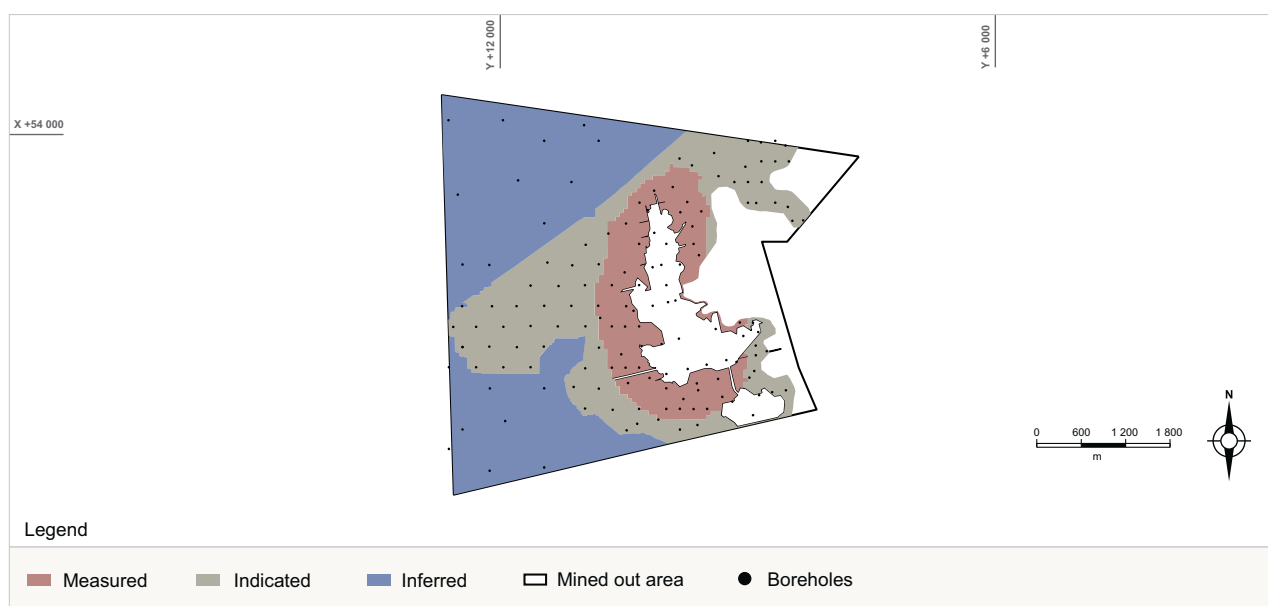 Y +12 000
Y +6 000
X +54 000
N
0 600 1 200 1 800
m
Legend
Measured Indicated Inferred Mined out area Boreholes